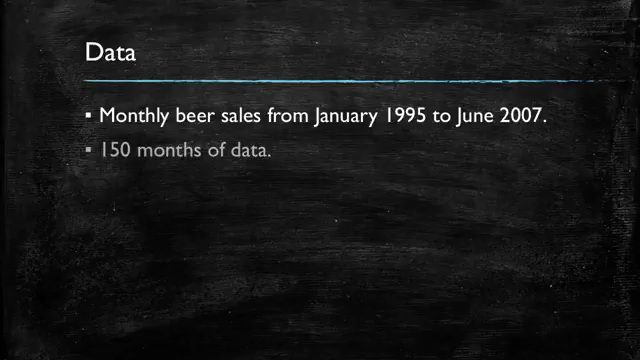 Data
▪ Monthly beer sales from January 1995 to June 2007.
▪ 150 months of data.